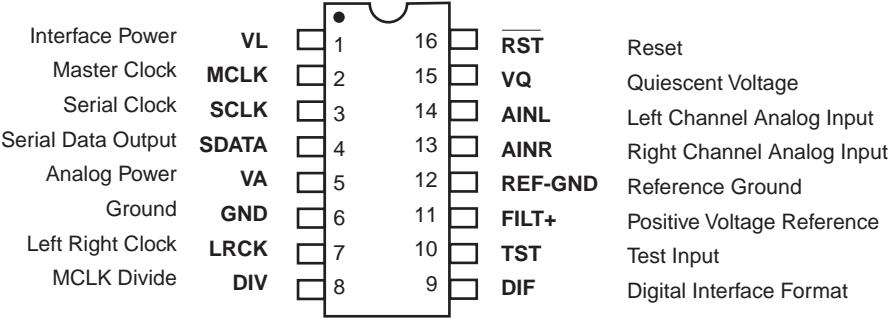 Interface Power VL 1 16 RST Reset
Master Clock MCLK 2 15 VQ Quiescent Voltage
Serial Clock SCLK 3 14 AINL Left Channel Analog Input
Serial Data Output SDATA 4 13 AINR Right Channel Analog Input
Analog Power VA 5 12 REF-GND Reference Ground
Ground GND 6 11 FILT+ Positive Voltage Reference
Left Right Clock LRCK 7 10 TST Test Input
MCLK Divide DIV 8 9 DIF Digital Interface Format